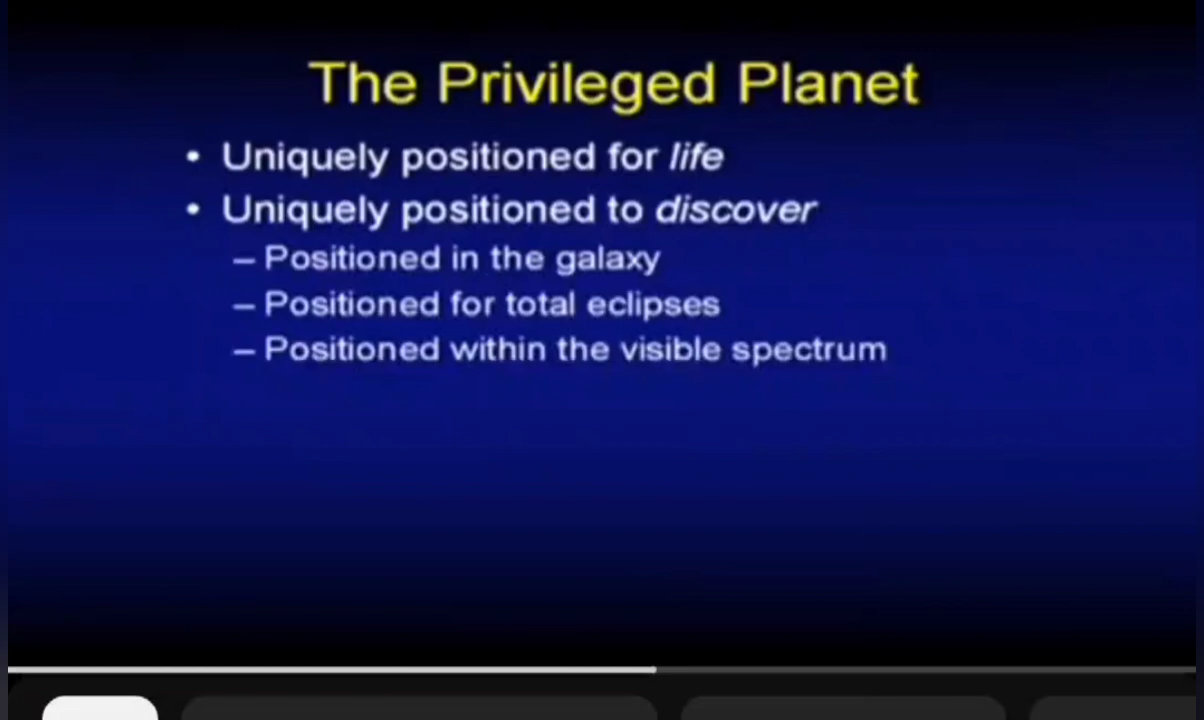 The Privileged Planet
• Uniquely positioned for life
• Uniquely positioned to discover
– Positioned in the galaxy
– Positioned for total eclipses
– Positioned within the visible spectrum